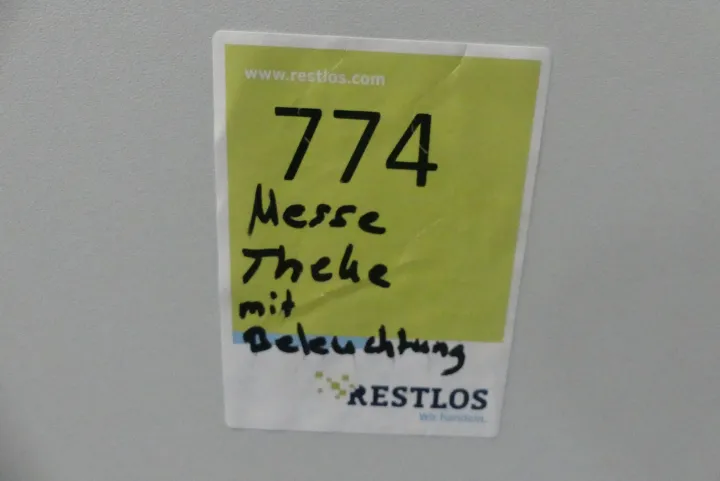 www.restlos.com
774
Messe
Theke
mit
Beleuchtung
RESTLOS
Wir handeln.